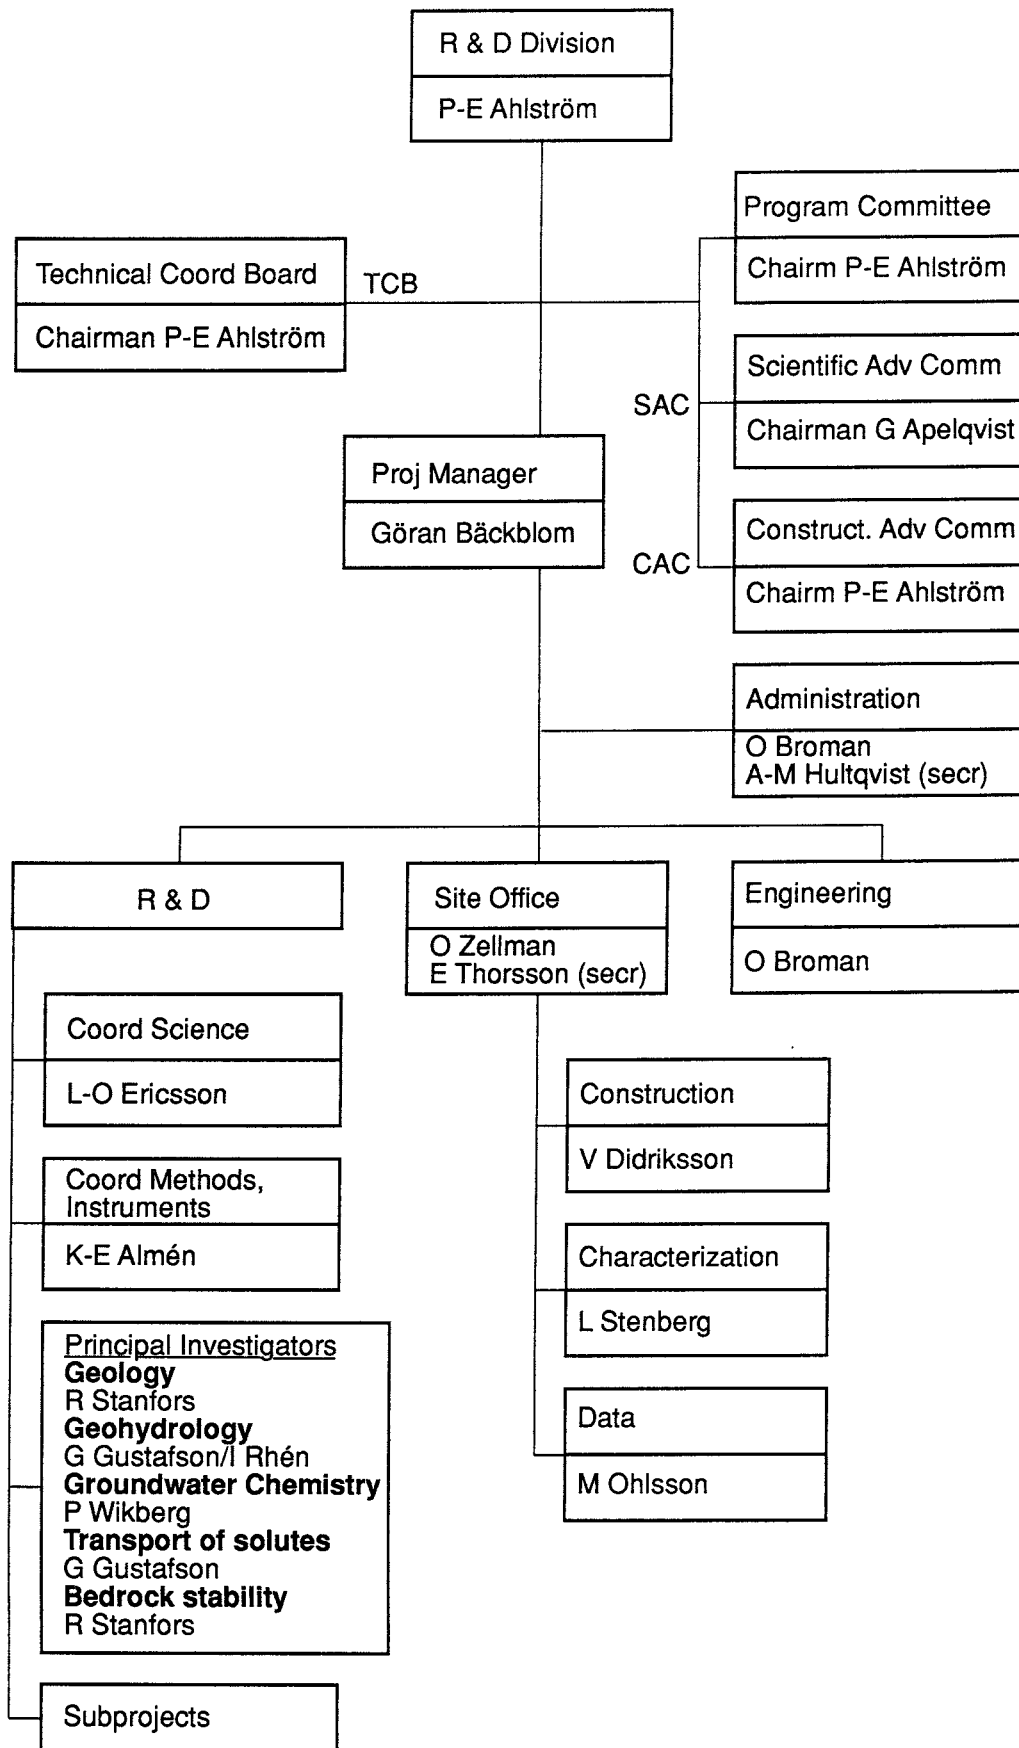 R & D Division
P-E Ahlström
Program Committee
Chairm P-E Ahlström
Technical Coord Board
Chairman P-E Ahlström
TCB
Scientific Adv Comm
Chairman G Apelqvist
SAC
Proj Manager
Göran Bäckblom
Construct. Adv Comm
Chairm P-E Ahlström
CAC
Administration
O Broman
A-M Hultqvist (secr)
R & D
Site Office
O Zellman
E Thorsson (secr)
Engineering
O Broman
Coord Science
L-O Ericsson
Coord Methods,
Instruments
K-E Almén
Principal Investigators
Geology
R Stanfors
Geohydrology
G Gustafson/I Rhén
Groundwater Chemistry
P Wikberg
Transport of solutes
G Gustafson
Bedrock stability
R Stanfors
Subprojects
Construction
V Didriksson
Characterization
L Stenberg
Data
M Ohlsson